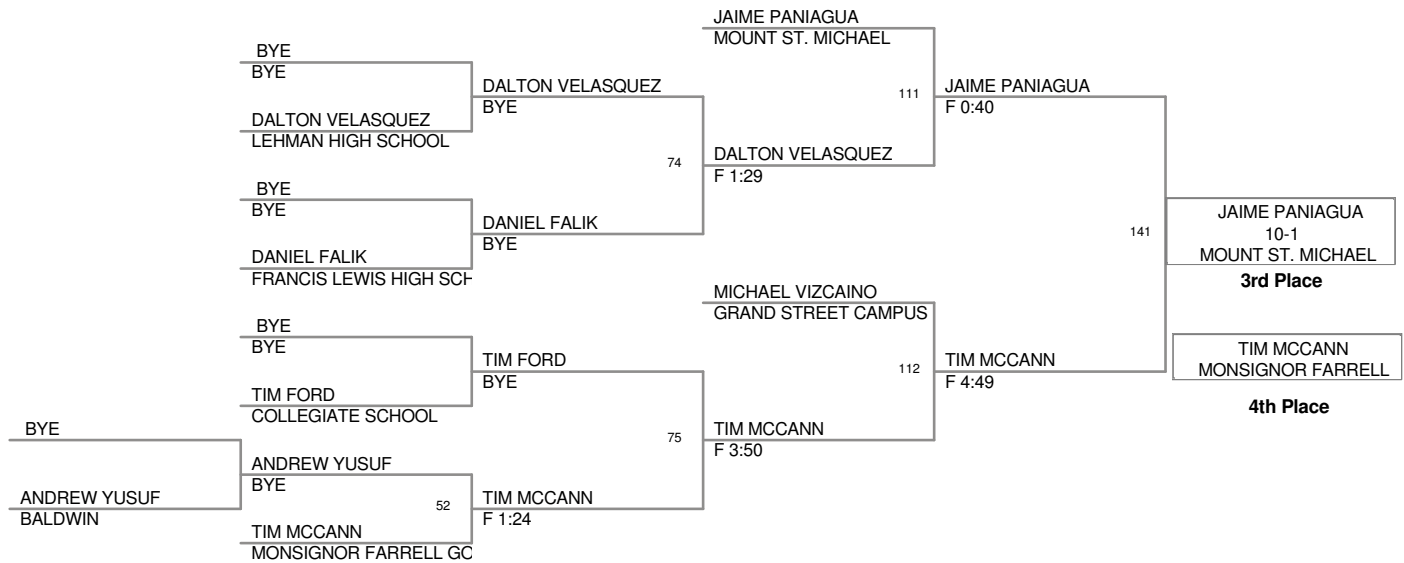 JAIME PANIAGUA
MOUNT ST. MICHAEL
BYE
BYE
DALTON VELASQUEZ
BYE
111
JAIME PANIAGUA
F 0:40
DALTON VELASQUEZ
LEHMAN HIGH SCHOOL
74
DALTON VELASQUEZ
F 1:29
BYE
BYE
DANIEL FALIK
BYE
DANIEL FALIK
FRANCIS LEWIS HIGH SCH
141
JAIME PANIAGUA
10-1
MOUNT ST. MICHAEL
3rd Place
MICHAEL VIZCAINO
GRAND STREET CAMPUS
BYE
BYE
TIM FORD
BYE
112
TIM MCCANN
F 4:49
TIM MCCANN
MONSIGNOR FARRELL
4th Place
TIM FORD
COLLEGIATE SCHOOL
BYE
75
TIM MCCANN
F 3:50
ANDREW YUSUF
BYE
ANDREW YUSUF
BALDWIN
52
TIM MCCANN
F 1:24
TIM MCCANN
MONSIGNOR FARRELL GO